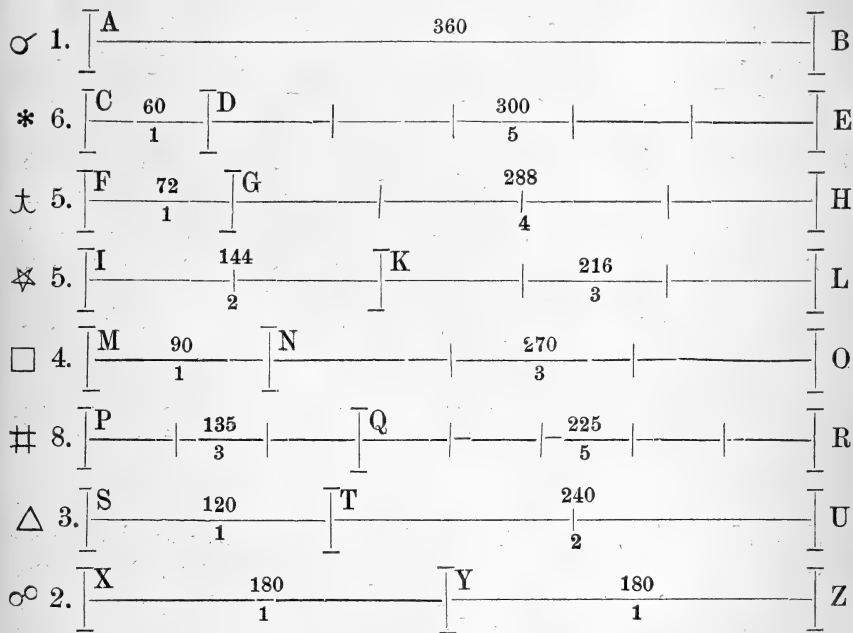 ☌ 1. A 360 B
⚹ 6. C 60 D 300 E
1 5
5. F 72 G 288 H
1 4
5. I 144 K 216 L
2 3
□ 4. M 90 N 270 O
1 3
8. P 135 Q 225 R
3 5
△ 3. S 120 T 240 U
1 2
☍ 2. X 180 Y 180 Z
1 1